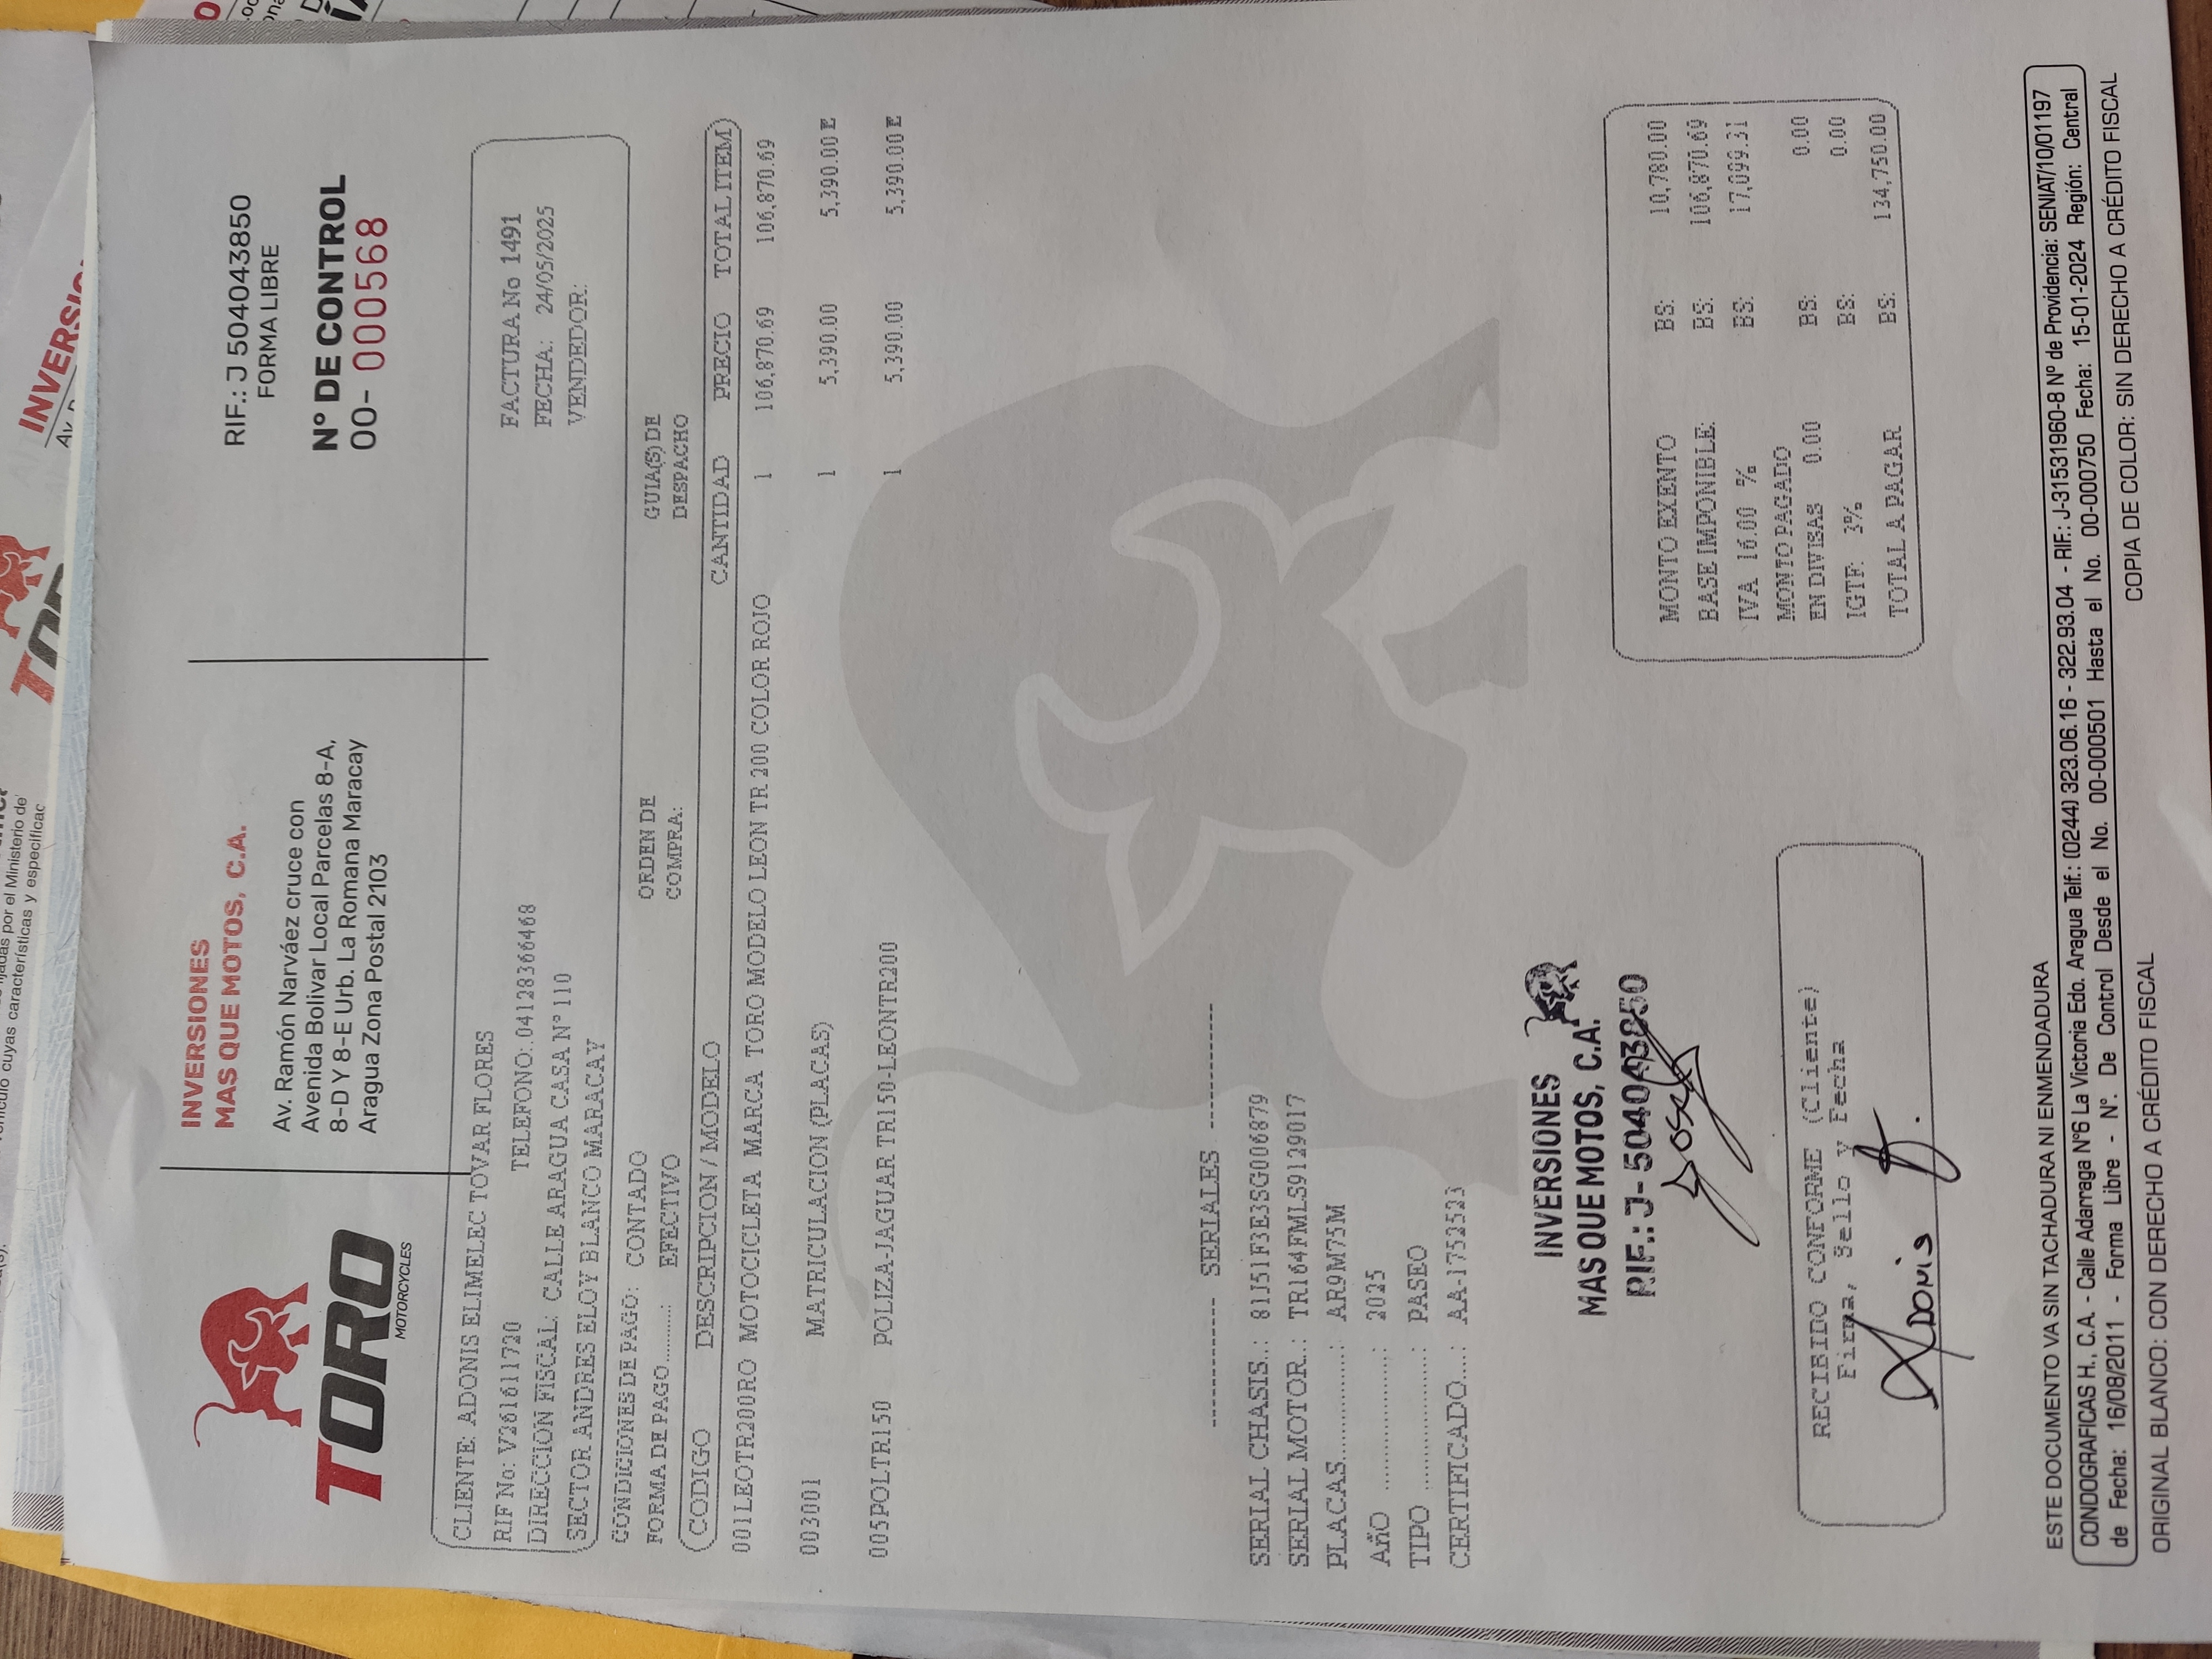 TORO
MOTORCYCLES
INVERSIONES
MAS QUE MOTOS, C.A.
Av. Ramón Narváez cruce con
Avenida Bolivar Local Parcelas 8-A,
8-D Y 8-E Urb. La Romana Maracay
Aragua Zona Postal 2103
RIF.: J 504043850
FORMA LIBRE
N° DE CONTROL
00- 000568
CLIENTE: ADONIS ELIMELEC TOVAR FLORES
RIF No: V261611720 TELEFONO:.04128366468
DIRECCION FISCAL: CALLE ARAGUA CASA N° 110
SECTOR ANDRES ELOY BLANCO MARACAY
FACTURA No 1491
FECHA: 24/05/2025
VENDEDOR:
CONDICIONES DE PAGO: CONTADO
FORMA DE PAGO..........: EFECTIVO
ORDEN DE
COMPRA:
GUIA(S) DE
DESPACHO
CODIGO DESCRIPCION / MODELO CANTIDAD PRECIO TOTAL ITEM
001LEOTR200RO MOTOCICLETA MARCA TORO MODELO LEON TR 200 COLOR ROJO 1 106,870.69 106,870.69
003001 MATRICULACION (PLACAS) 1 5,390.00 5,390.00 E
005POLTR150 POLIZA-JAGUAR TR150-LEONTR200 1 5,390.00 5,390.00 E
------------ SERIALES ------------
SERIAL CHASIS..: 81J51F3E3SG006879
SERIAL MOTOR..: TR164FMLS9129017
PLACAS....................: AR9M75M
AÑO ........................: 2025
TIPO .......................: PASEO
CERTIFICADO.....: AA-1752523
INVERSIONES
MAS QUE MOTOS, C.A.
RIF.: J- 504043850
MONTO EXENTO BS: 10,780.00
BASE IMPONIBLE: BS: 106,870.69
IVA 16.00 % BS: 17,099.31
MONTO PAGADO
EN DIVISAS 0.00 BS: 0.00
IGTF 3% BS: 0.00
TOTAL A PAGAR BS: 134,750.00
RECIBIDO CONFORME (Cliente)
Firma, Sello y Fecha
Adonis
ESTE DOCUMENTO VA SIN TACHADURA NI ENMENDADURA
CONDOGRAFICAS H., C.A. - Calle Adarraga N°6 La Victoria Edo. Aragua Telf.: (0244) 323.06.16 - 322.93.04 - RIF.: J-31531960-8 Nº de Providencia: SENIAT/10/01197
de Fecha: 16/08/2011 - Forma Libre - N°. De Control Desde el No. 00-000501 Hasta el No. 00-000750 Fecha: 15-01-2024 Región: Central
ORIGINAL BLANCO: CON DERECHO A CRÉDITO FISCAL COPIA DE COLOR: SIN DERECHO A CRÉDITO FISCAL